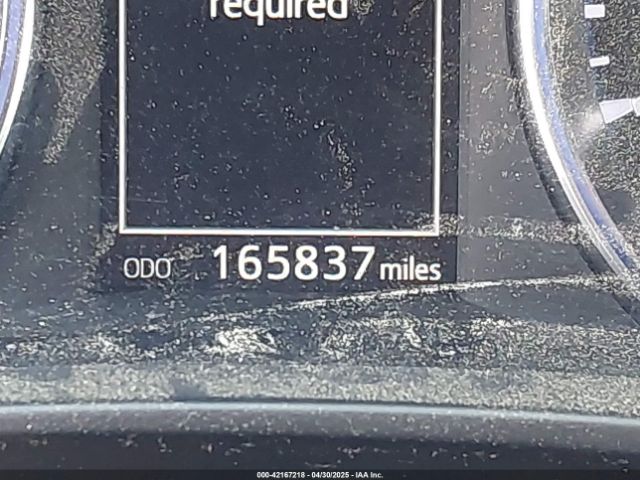 required
ODO 165837 miles
000-42167218 - 04/30/2025 - IAA Inc.